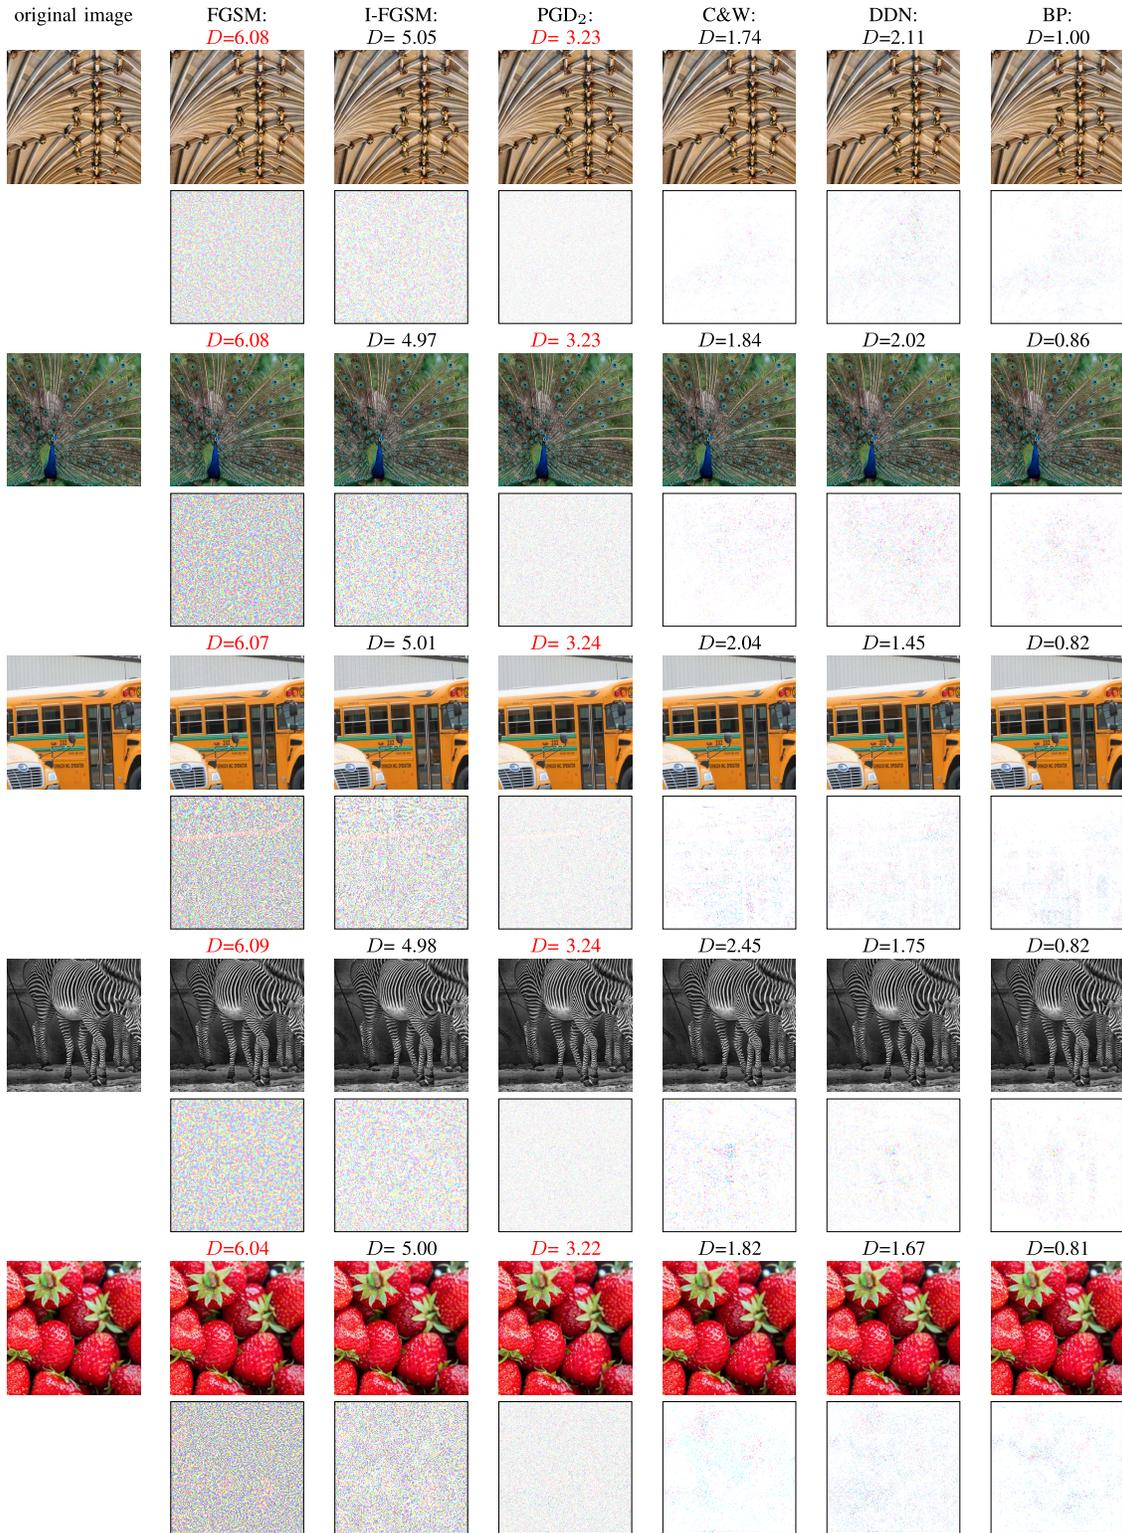 original image FGSM: I-FGSM: PGD₂: C&W: DDN: BP:
D=6.08 D= 5.05 D= 3.23 D=1.74 D=2.11 D=1.00
D=6.08 D= 4.97 D= 3.23 D=1.84 D=2.02 D=0.86
D=6.07 D= 5.01 D= 3.24 D=2.04 D=1.45 D=0.82
D=6.09 D= 4.98 D= 3.24 D=2.45 D=1.75 D=0.82
D=6.04 D= 5.00 D= 3.22 D=1.82 D=1.67 D=0.81